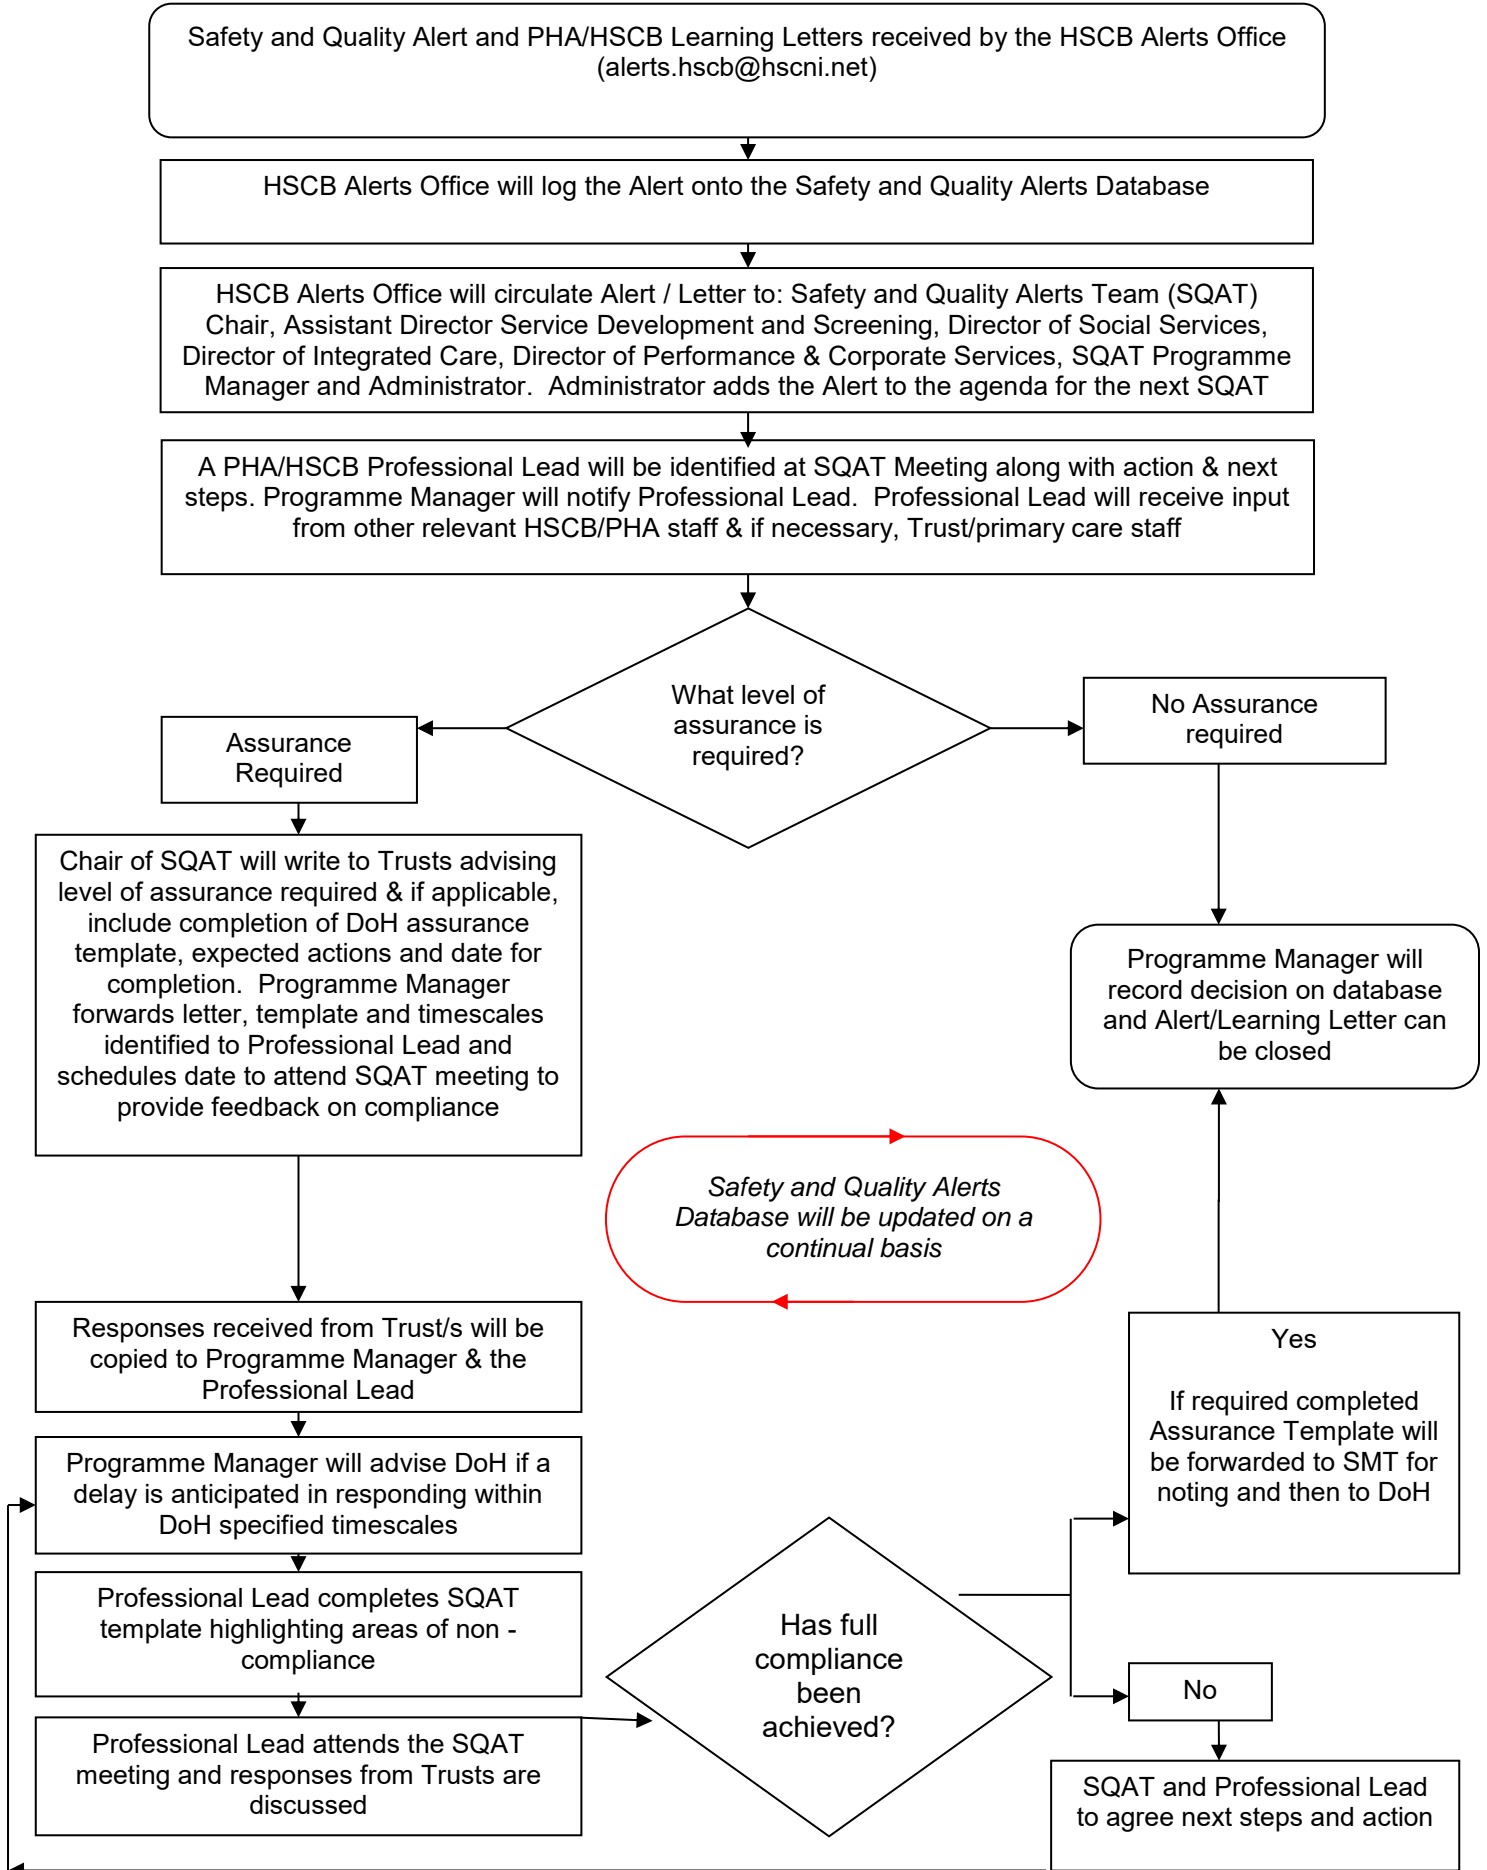 Safety and Quality Alert and PHA/HSCB Learning Letters received by the HSCB Alerts Office
(alerts.hscb@hscni.net)
HSCB Alerts Office will log the Alert onto the Safety and Quality Alerts Database
HSCB Alerts Office will circulate Alert / Letter to: Safety and Quality Alerts Team (SQAT)
Chair, Assistant Director Service Development and Screening, Director of Social Services,
Director of Integrated Care, Director of Performance & Corporate Services, SQAT Programme
Manager and Administrator.  Administrator adds the Alert to the agenda for the next SQAT
A PHA/HSCB Professional Lead will be identified at SQAT Meeting along with action & next
steps. Programme Manager will notify Professional Lead.  Professional Lead will receive input
from other relevant HSCB/PHA staff & if necessary, Trust/primary care staff
What level of
assurance is
required?
Assurance
Required
No Assurance
required
Chair of SQAT will write to Trusts advising
level of assurance required & if applicable,
include completion of DoH assurance
template, expected actions and date for
completion.  Programme Manager
forwards letter, template and timescales
identified to Professional Lead and
schedules date to attend SQAT meeting to
provide feedback on compliance
Programme Manager will
record decision on database
and Alert/Learning Letter can
be closed
Safety and Quality Alerts
Database will be updated on a
continual basis
Responses received from Trust/s will be
copied to Programme Manager & the
Professional Lead
Yes
If required completed
Assurance Template will
be forwarded to SMT for
noting and then to DoH
Programme Manager will advise DoH if a
delay is anticipated in responding within
DoH specified timescales
Professional Lead completes SQAT
template highlighting areas of non -
compliance
Has full
compliance
been
achieved?
No
Professional Lead attends the SQAT
meeting and responses from Trusts are
discussed
SQAT and Professional Lead
to agree next steps and action